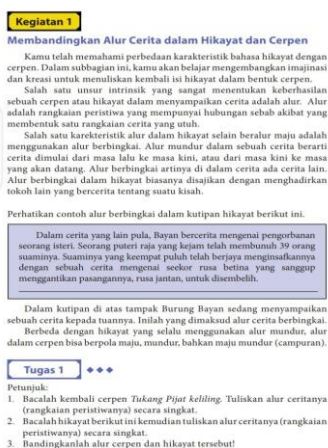 Kegiatan 1
Membandingkan Alur Cerita dalam Hikayat dan Cerpen
Kamu telah memahami perbedaan karakteristik bahasa hikayat dengan
cerpen. Dalam subbagian ini, kamu akan belajar mengembangkan imajinasi
dan kreasi untuk menuliskan kembali isi hikayat dalam bentuk cerpen.
Salah satu unsur intrinsik yang sangat menentukan keberhasilan
sebuah cerpen atau hikayat dalam menyampaikan cerita adalah alur. Alur
adalah rangkaian peristiwa yang mempunyai hubungan sebab akibat yang
membentuk satu rangkaian cerita yang utuh.
Salah satu karekteristik alur dalam hikayat selain beralur maju adalah
menggunakan alur berbingkai. Alur mundur dalam sebuah cerita berarti
cerita dimulai dari masa lalu ke masa kini, atau dari masa kini ke masa
yang akan datang. Alur berbingkai artinya di dalam cerita ada cerita lain.
Alur berbingkai dalam hikayat biasanya disajikan dengan menghadirkan
tokoh lain yang bercerita tentang suatu kisah.
Perhatikan contoh alur berbingkai dalam kutipan hikayat berikut ini.
Dalam cerita yang lain pula, Bayan bercerita mengenai pengorbanan
seorang isteri. Seorang puteri raja yang kejam telah membunuh 39 orang
suaminya. Suaminya yang keempat puluh telah berjaya menginsafkannya
dengan sebuah cerita mengenai seekor rusa betina yang sanggup
menggantikan pasangannya, rusa jantan, untuk disembelih.
Dalam kutipan di atas tampak Burung Bayan sedang menyampaikan
sebuah cerita kepada tuannya. Inilah yang dimaksud alur cerita berbingkai.
Berbeda dengan hikayat yang selalu menggunakan alur mundur, alur
dalam cerpen bisa berpola maju, mundur, bahkan maju mundur (campuran).
Tugas 1
Petunjuk:
1. Bacalah kembali cerpen Tukang Pijat keliling. Tuliskan alur ceritanya
(rangkaian peristiwanya) secara singkat.
2. Bacalah hikayat berikut ini kemudian tuliskan alur ceritanya (rangkaian
peristiwanya) secara singkat.
3. Bandingkanlah alur cerpen dan hikayat tersebut!